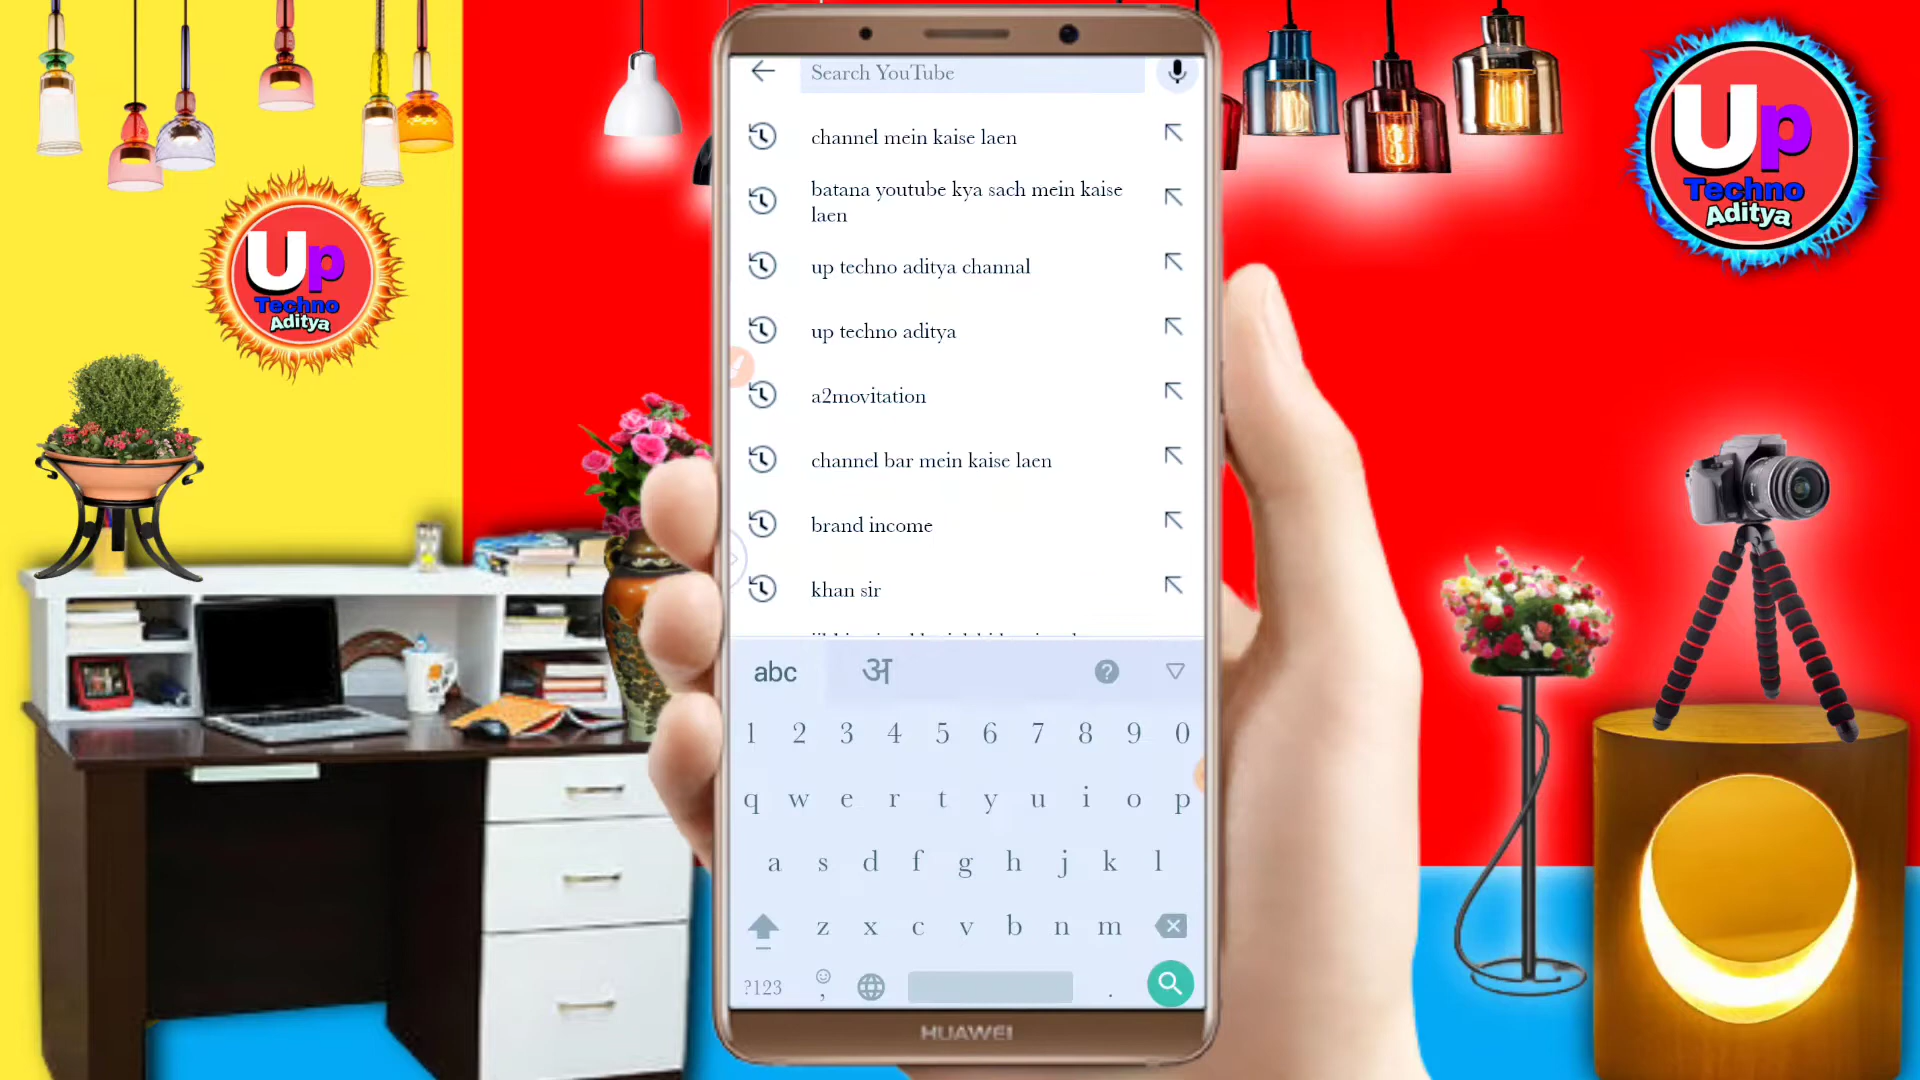 Search YouTube
channel mein kaise laen
batana youtube kya sach mein kaise
laen
up techno aditya channal
up techno aditya
a2movitation
channel bar mein kaise laen
brand income
khan sir
abc अ ?
1 2 3 4 5 6 7 8 9 0
q w e r t y u i o p
a s d f g h j k l
z x c v b n m
?123 , .
HUAWEI
Up
Techno
Aditya
Up
Techno
Aditya